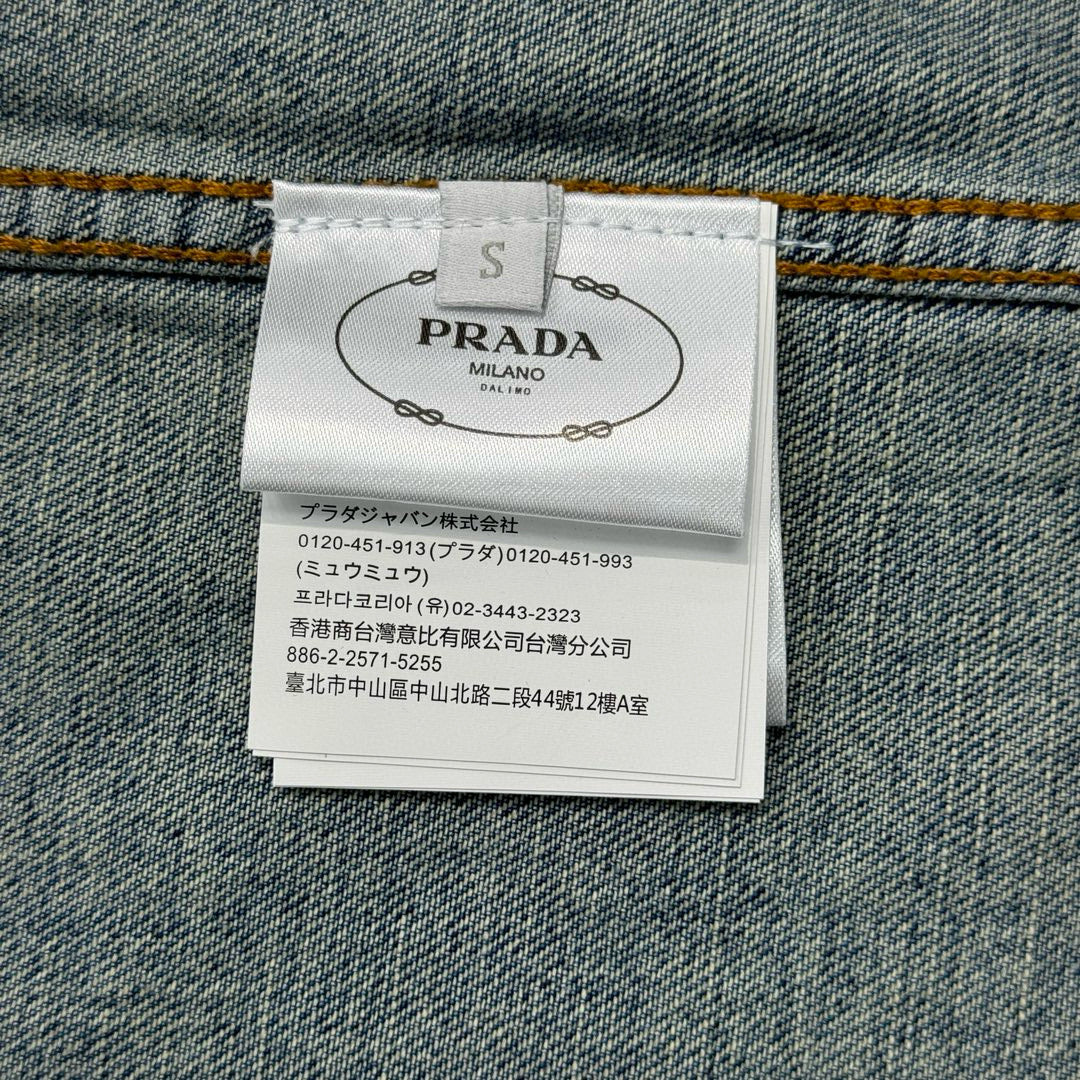 S
PRADA
MILANO
DALIMO
プラダジャパン株式会社
0120-451-913(プラダ)0120-451-993
(ミュウミュウ)
프라다코리아 (유)02-3443-2323
香港商台灣意比有限公司台灣分公司
886-2-2571-5255
臺北市中山區中山北路二段44號12樓A室